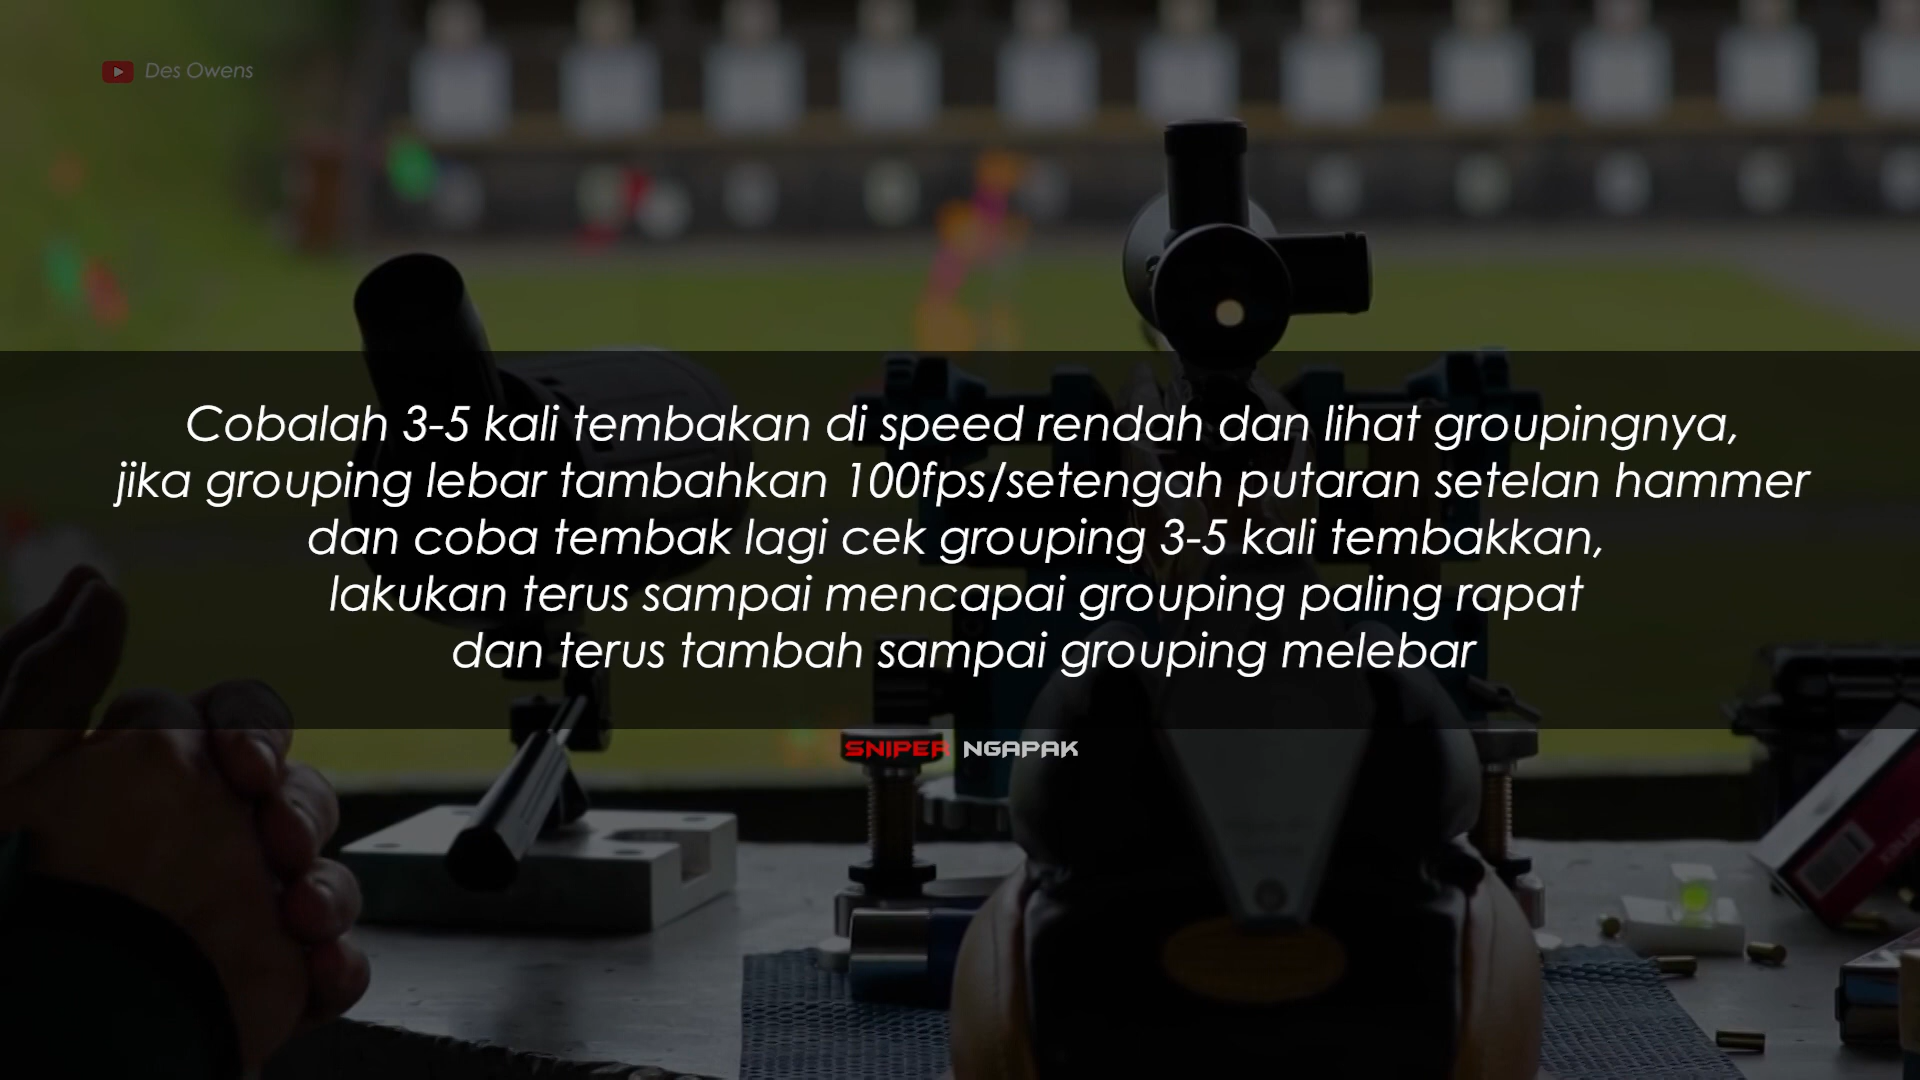 Des Owens
Cobalah 3-5 kali tembakan di speed rendah dan lihat groupingnya,
jika grouping lebar tambahkan 100fps/setengah putaran setelan hammer
dan coba tembak lagi cek grouping 3-5 kali tembakkan,
lakukan terus sampai mencapai grouping paling rapat
dan terus tambah sampai grouping melebar
SNIPER NGAPAK